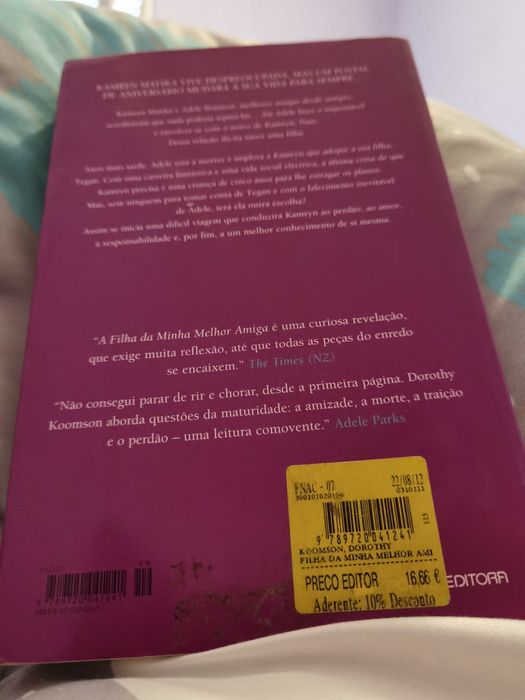 KAMRYN MATIKA VIVE DESPREOCUPADA, MAS UM POSTAL
DE ANIVERSÁRIO MUDARÁ A SUA VIDA PARA SEMPRE.
Kamryn Matika e Adele Brannon, melhores amigas desde sempre,
acreditavam que nada poderia separá-las... Até Adele fazer o impensável
e envolver-se com o noivo de Kamryn, Nate.
Dessa relação ilícita nasce uma filha.
Anos mais tarde, Adele está a morrer e implora a Kamryn que adopte a sua filha,
Tegan. Com uma carreira fantástica e uma vida social eléctrica, a última coisa de que
Kamryn precisa é uma criança de cinco anos para lhe estragar os planos.
Mas, sem ninguém para tomar conta de Tegan e com o falecimento inevitável
de Adele, terá ela outra escolha?
Assim se inicia uma difícil viagem que conduzirá Kamryn ao perdão, ao amor,
à responsabilidade e, por fim, a um melhor conhecimento de si mesma.
"A Filha da Minha Melhor Amiga é uma curiosa revelação,
que exige muita reflexão, até que todas as peças do enredo
se encaixem." The Times (NZ)
"Não consegui parar de rir e chorar, desde a primeira página. Dorothy
Koomson aborda questões da maturidade: a amizade, a morte, a traição
e o perdão – uma leitura comovente." Adele Parks
FNAC - 07 22/08/12
300101020100 0310111
115
9 789720 041241
KOOMSON, DOROTHY
FILHA DA MINHA MELHOR AMI
PRECO EDITOR 16,66 €
Aderente: 10% Desconto
EDITORA
9 789720 041241